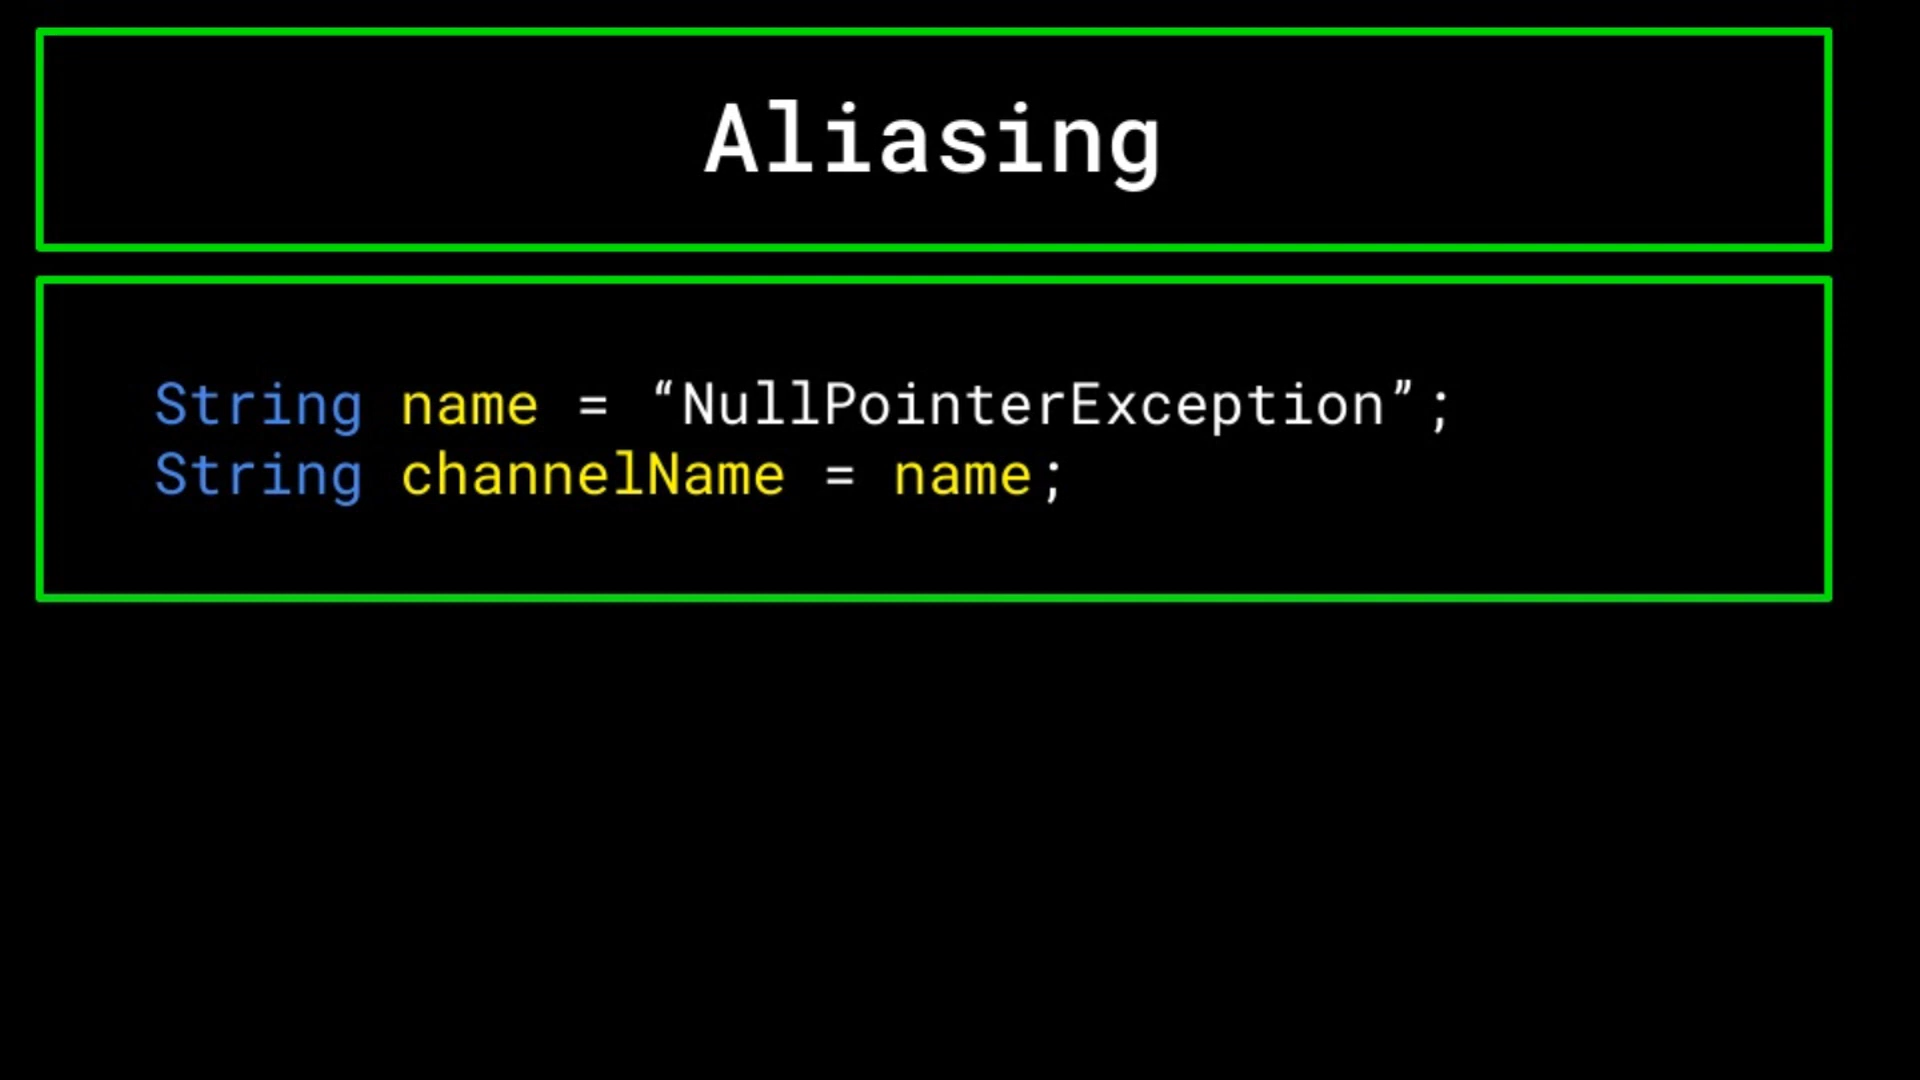 Aliasing
String name = “NullPointerException”;
String channelName = name;